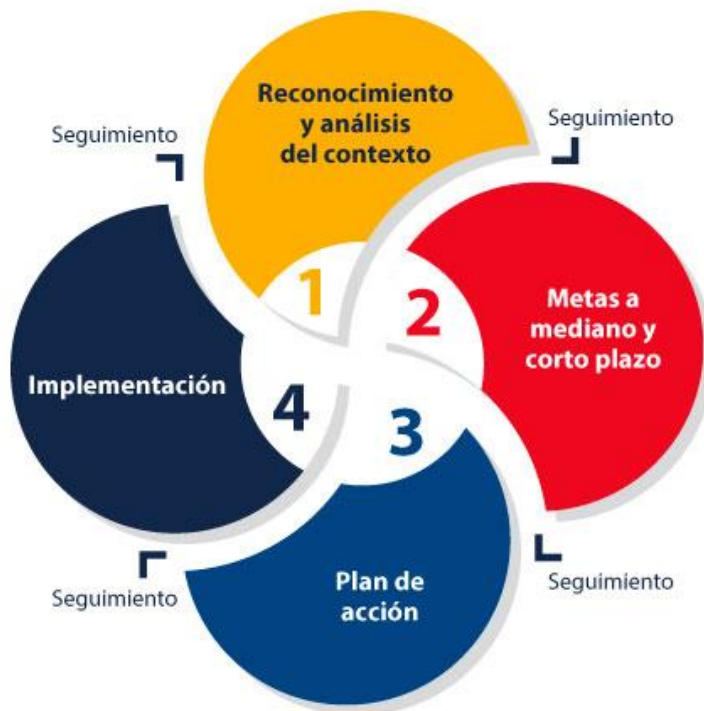 Reconocimiento
y análisis
del contexto
Seguimiento
Seguimiento
1
2
Metas a
mediano y
corto plazo
Implementación
4
3
Plan de
acción
Seguimiento
Seguimiento